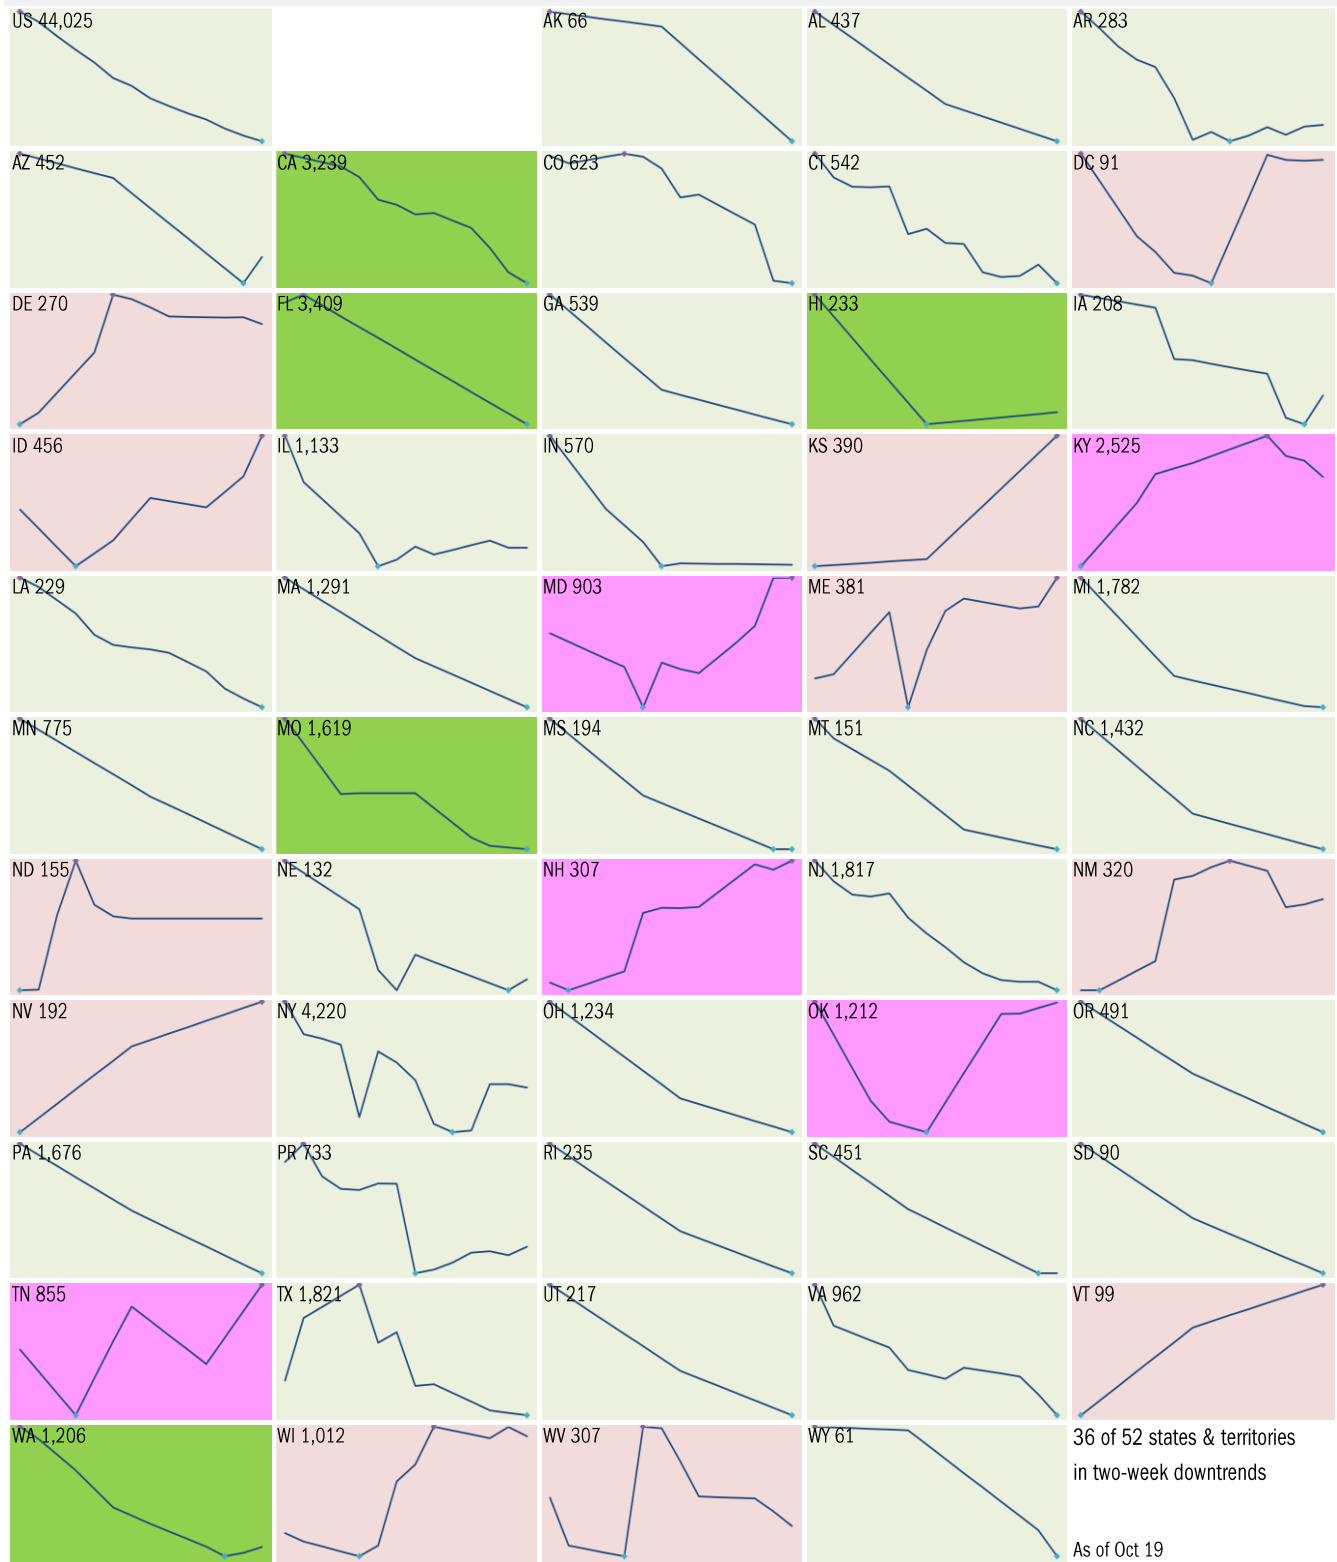 US 44,025
AK 66
AL 437
AR 283
AZ 452
CA 3,239
CO 623
CT 542
DC 91
DE 270
FL 3,409
GA 539
HI 233
IA 208
ID 456
IL 1,133
IN 570
KS 390
KY 2,525
LA 229
MA 1,291
MD 903
ME 381
MI 1,782
MN 775
MO 1,619
MS 194
MT 151
NC 1,432
ND 155
NE 132
NH 307
NJ 1,817
NM 320
NV 192
NY 4,220
OH 1,234
OK 1,212
OR 491
PA 1,676
PR 733
RI 235
SC 451
SD 90
TN 855
TX 1,821
UT 217
VA 962
VT 99
WA 1,206
WI 1,012
WV 307
WY 61
36 of 52 states & territories
in two-week downtrends
As of Oct 19